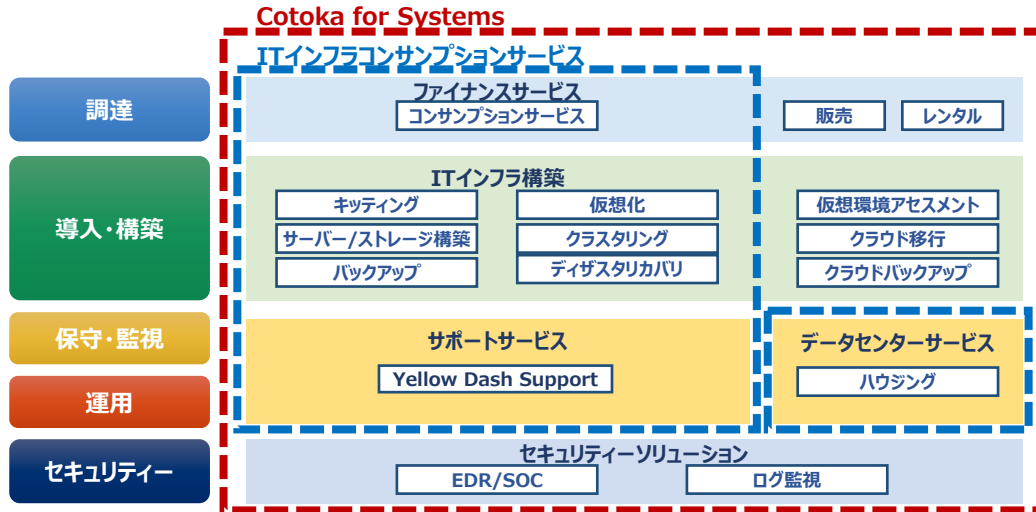 Cotoka for Systems
ITインフラコンサンプションサービス
調達
ファイナンスサービス
コンサンプションサービス
販売
レンタル
導入・構築
ITインフラ構築
キッティング
仮想化
仮想環境アセスメント
サーバー/ストレージ構築
クラスタリング
クラウド移行
バックアップ
ディザスタリカバリ
クラウドバックアップ
保守・監視
サポートサービス
データセンターサービス
Yellow Dash Support
ハウジング
運用
セキュリティー
セキュリティーソリューション
EDR/SOC
ログ監視